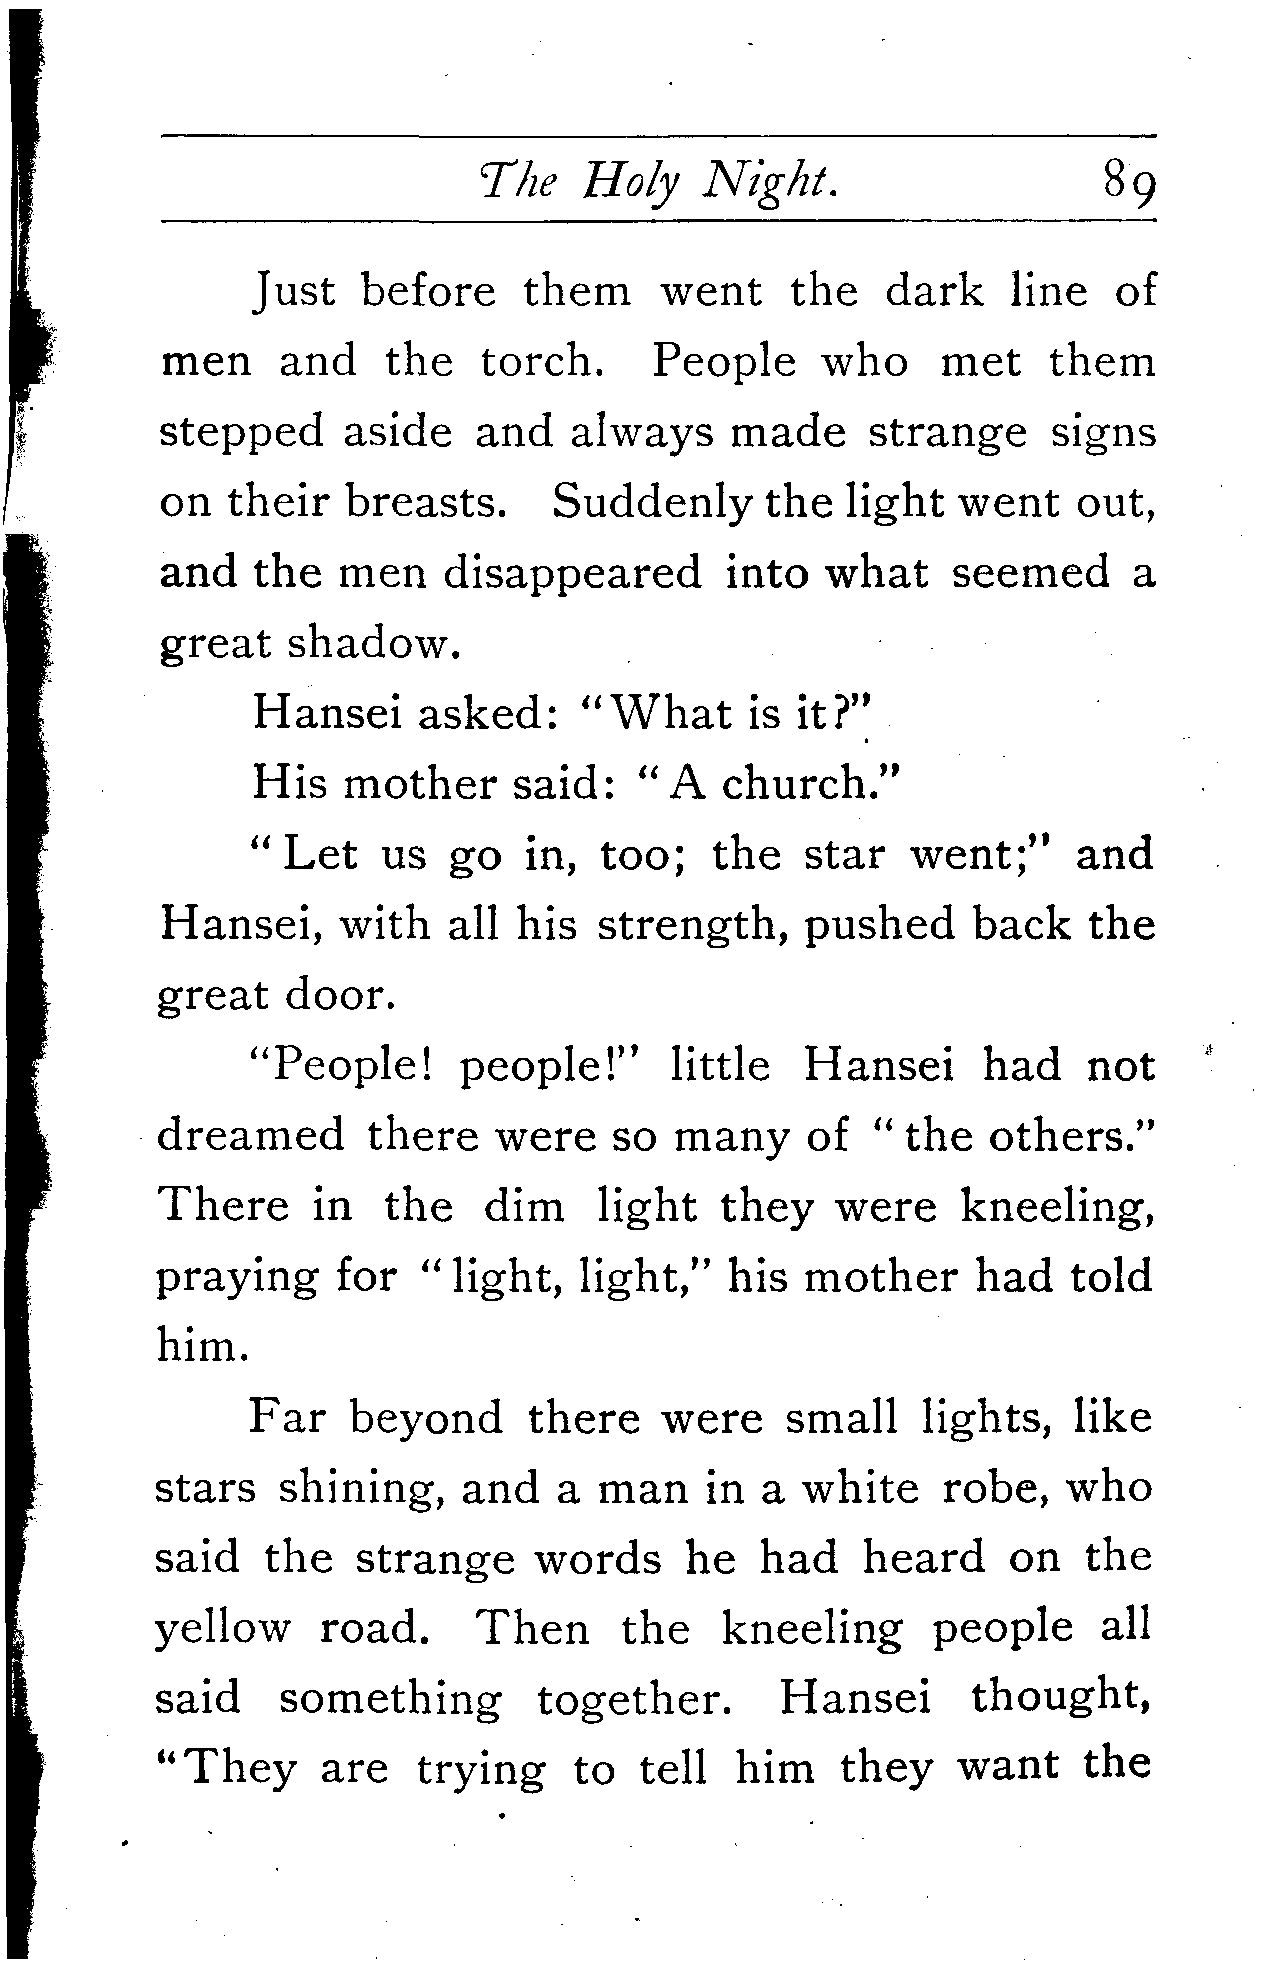 The Holy Night. 89
Just before them went the dark line of
men and the torch. People who met them
stepped aside and always made strange signs
on their breasts. Suddenly the light went out,
and the men disappeared into what seemed a
great shadow.
Hansei asked: "What is it?"
His mother said: "A church."
"Let us go in, too; the star went;" and
Hansei, with all his strength, pushed back the
great door.
"People! people!" little Hansei had not
dreamed there were so many of "the others."
There in the dim light they were kneeling,
praying for "light, light," his mother had told
him.
Far beyond there were small lights, like
stars shining, and a man in a white robe, who
said the strange words he had heard on the
yellow road. Then the kneeling people all
said something together. Hansei thought,
"They are trying to tell him they want the